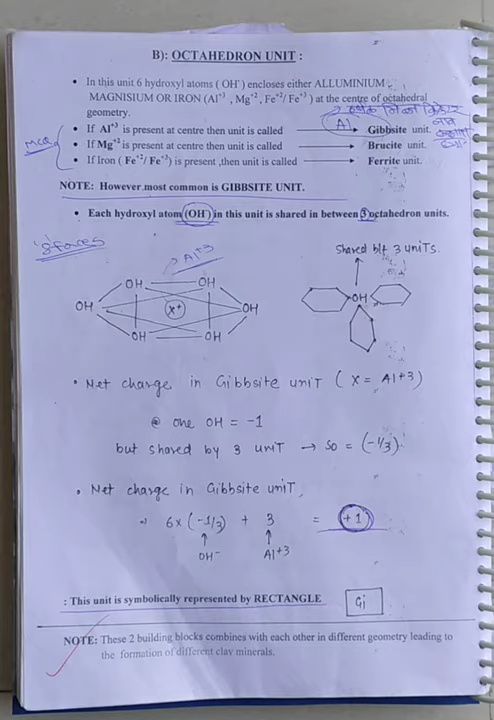 B): OCTAHEDRON UNIT :
• In this unit 6 hydroxyl atoms ( OH⁻) encloses either ALLUMINIUM ,
MAGNISIUM OR IRON (Al⁺³ , Mg⁺² , Fe⁺²/ Fe⁺³ ) at the centre of octahedral
geometry.
Al
• If Al⁺³ is present at centre then unit is called → Gibbsite unit.
mcq
• If Mg⁺² is present at centre then unit is called → Brucite unit.
• If Iron ( Fe⁺²/ Fe⁺³) is present ,then unit is called → Ferrite unit.
NOTE: However most common is GIBBSITE UNIT.
• Each hydroxyl atom (OH⁻) in this unit is shared in between 3 octahedron units.
8 faces
Al+3
Shared b/t 3 uniTs.
OH OH
OH x+ OH
OH OH
OH
• Net charge in Gibbsite uniT ( X = Al+3)
@ one OH = -1
but shared by 3 uniT → so = (-1/3)
• Net charge in Gibbsite uniT,
⇒ 6x (-1/3) + 3 = +1
↑ ↑
OH⁻ Al+3
: This unit is symbolically represented by RECTANGLE
Gi
NOTE: These 2 building blocks combines with each other in different geometry leading to
the formation of different clay minerals.